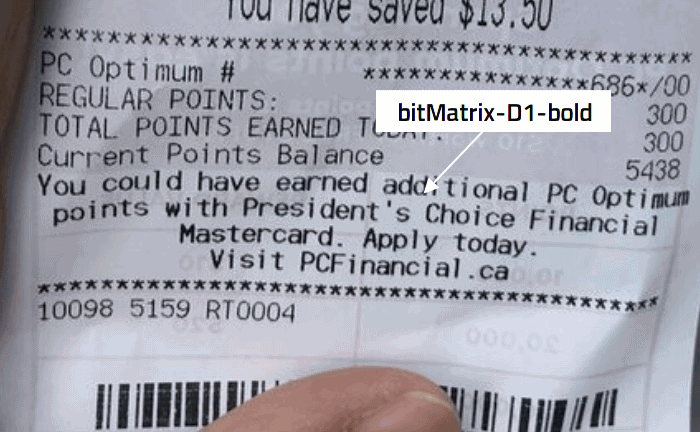 You have saved $13.50
****************************************************
PC Optimum # ***************686*/00
REGULAR POINTS: 300
TOTAL POINTS EARNED TODAY: 300
Current Points Balance 5438
bitMatrix-D1-bold
You could have earned additional PC Optimum
points with President's Choice Financial
Mastercard. Apply today.
Visit PCFinancial.ca
****************************************************
10098 5159 RT0004
20,000